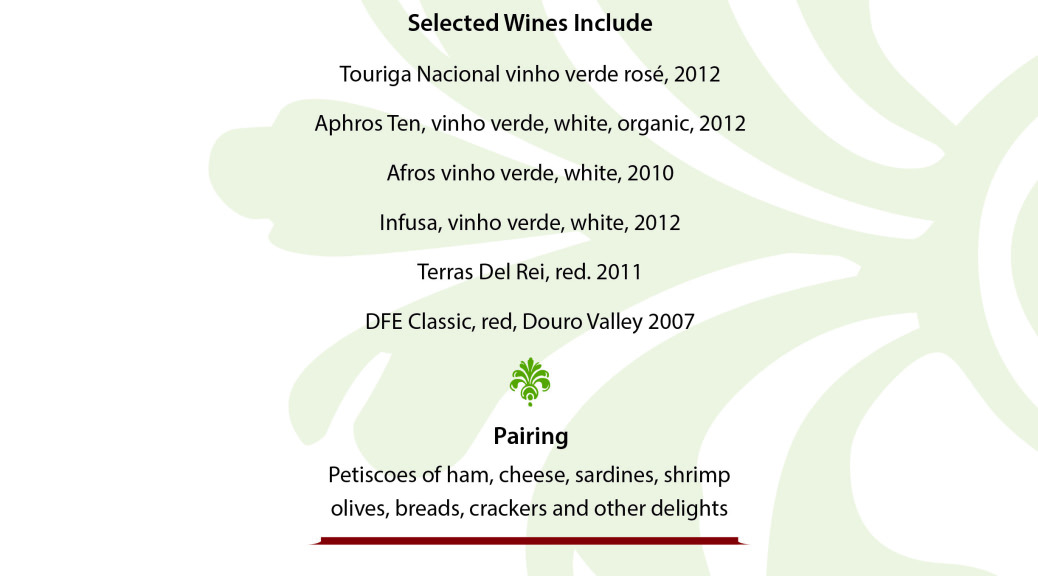 Selected Wines Include
Touriga Nacional vinho verde rosé, 2012
Aphros Ten, vinho verde, white, organic, 2012
Afros vinho verde, white, 2010
Infusa, vinho verde, white, 2012
Terras Del Rei, red. 2011
DFE Classic, red, Douro Valley 2007
Pairing
Petiscoes of ham, cheese, sardines, shrimp
olives, breads, crackers and other delights